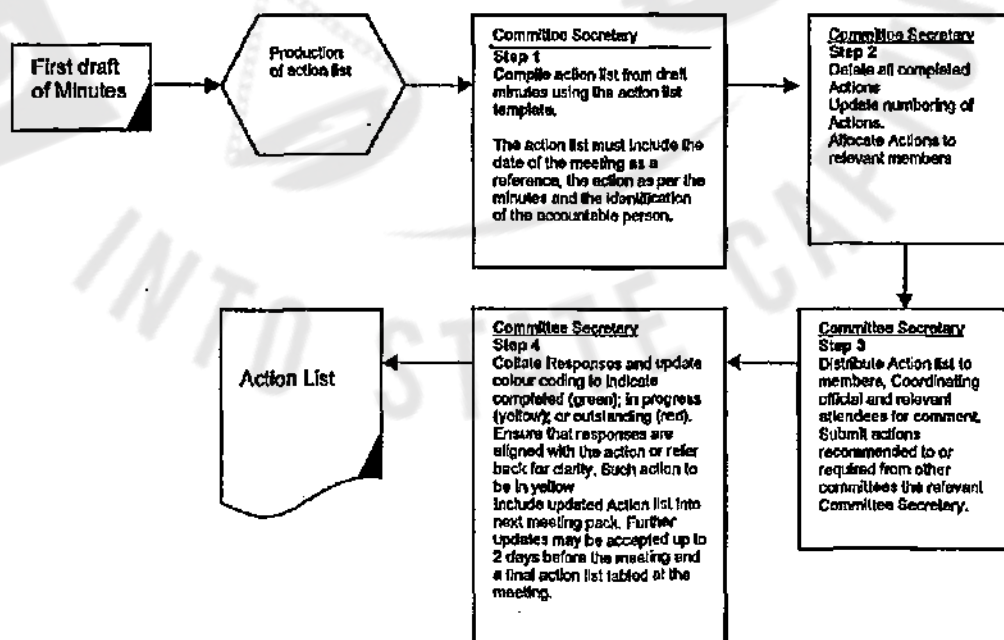 First draft
of Minutes
Production
of action list
Committee Secretary
Step 1
Compile action list from draft
minutes using the action list
template.
The action list must include the
date of the meeting as a
reference, the action as per the
minutes and the identification
of the accountable person.
Committee Secretary
Step 2
Delete all completed
Actions
Update numbering of
Actions.
Allocate Actions to
relevant members
Committee Secretary
Step 3
Distribute Action list to
members, Coordinating
official and relevant
attendees for comment.
Submit actions
recommended to or
required from other
committees the relevant
Committee Secretary.
Committee Secretary
Step 4
Collate Responses and update
colour coding to indicate
completed (green); in progress
(yellow); or outstanding (red).
Ensure that responses are
aligned with the action or refer
back for clarity. Such action to
be in yellow
Include updated Action list into
next meeting pack. Further
updates may be accepted up to
2 days before the meeting and
a final action list tabled at the
meeting.
Action List
INTO STATE CAP